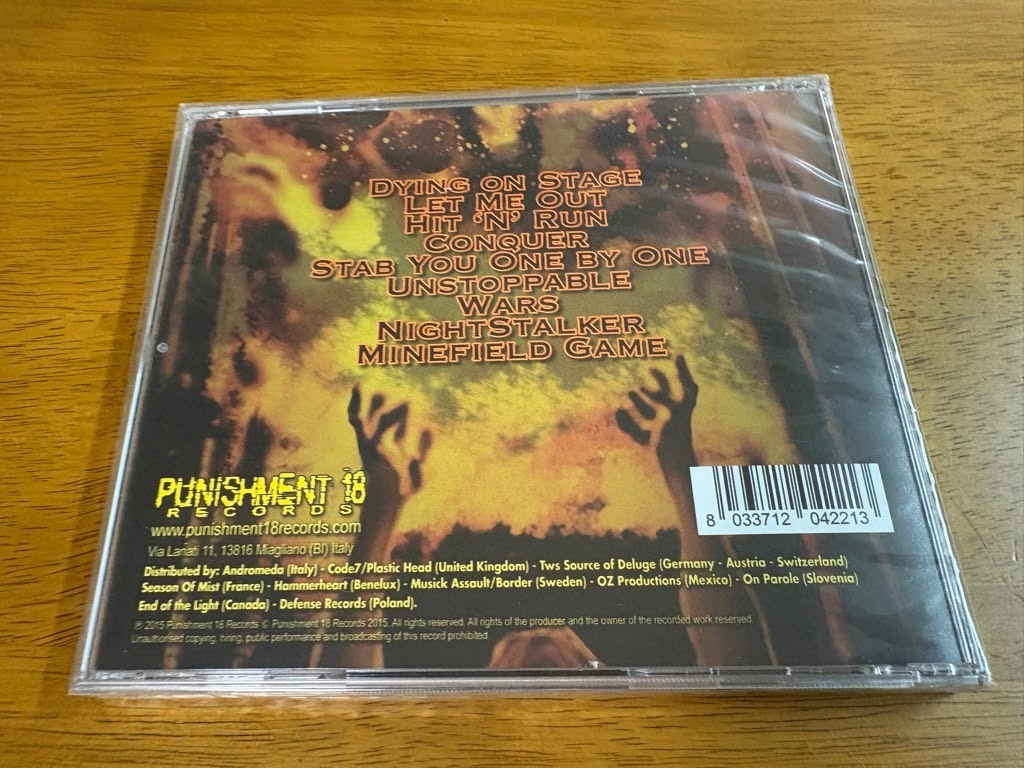 Dying on Stage
Let Me Out
Hit 'N' Run
Conquer
Stab You One by One
Unstoppable
Wars
NightStalker
Minefield Game
PUNISHMENT 18
RECORDS
www.punishment18records.com
Via Lanati 11, 13816 Miagliano (BI) Italy
Distributed by: Andromeda (Italy) - Code7/Plastic Head (United Kingdom) - Tws Source of Deluge (Germany - Austria - Switzerland)
Season Of Mist (France) - Hammerheart (Benelux) - Musick Assault/Border (Sweden) - OZ Productions (Mexico) - On Parole (Slovenia)
End of the Light (Canada) - Defense Records (Poland).
℗ 2015 Punishment 18 Records © Punishment 18 Records 2015. All rights reserved. All rights of the producer and the owner of the recorded work reserved.
Unauthorised copying, hiring, public performance and broadcasting of this record prohibited
8 033712 042213